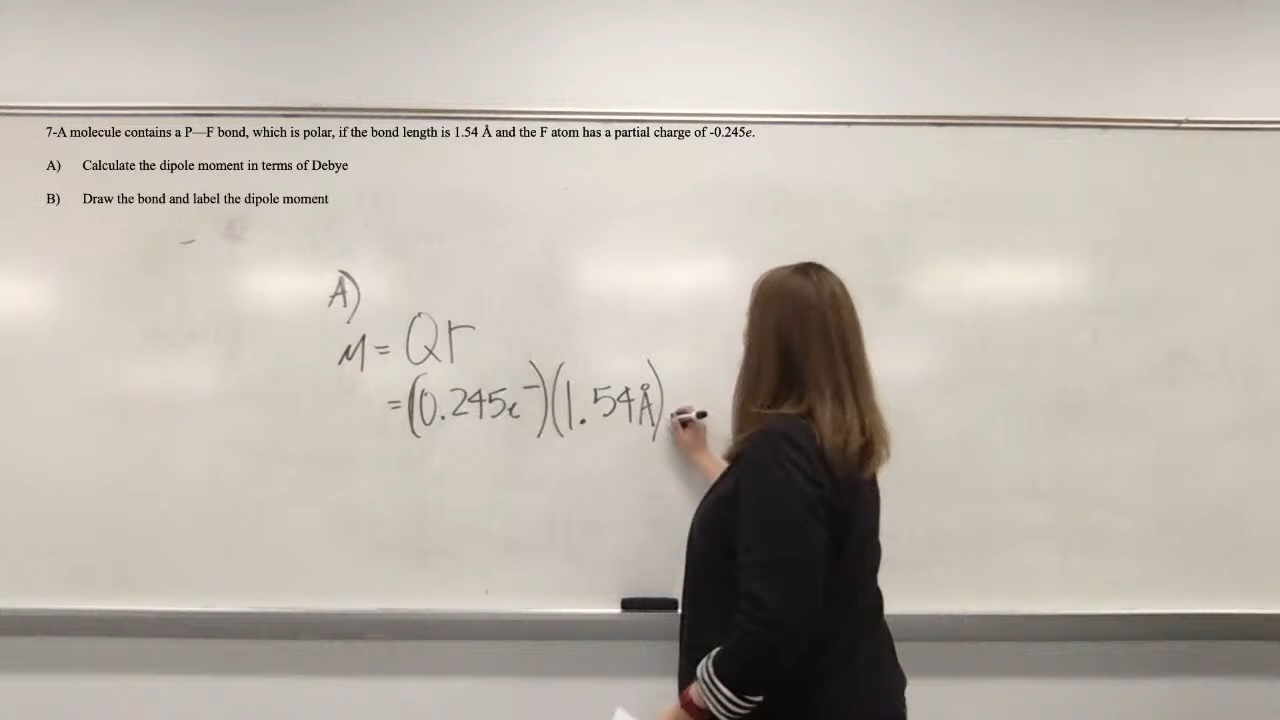 7-A molecule contains a P—F bond, which is polar, if the bond length is 1.54 Å and the F atom has a partial charge of -0.245e.
A) Calculate the dipole moment in terms of Debye
B) Draw the bond and label the dipole moment
A)
μ = Qr
= (0.245e⁻)(1.54Å)